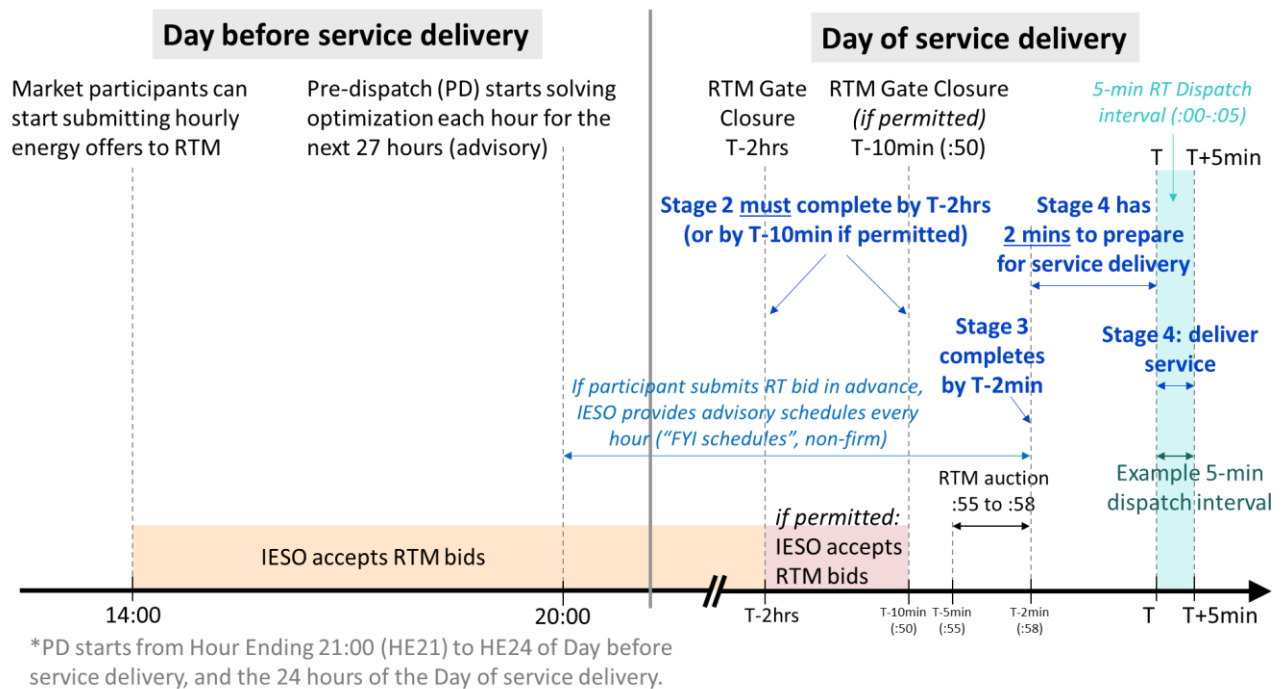 Day before service delivery
Day of service delivery
Market participants can
start submitting hourly
energy offers to RTM
Pre-dispatch (PD) starts solving
optimization each hour for the
next 27 hours (advisory)
RTM Gate
Closure
T-2hrs
RTM Gate Closure
(if permitted)
T-10min (:50)
5-min RT Dispatch
interval (:00-:05)
T
T+5min
Stage 2 must complete by T-2hrs
(or by T-10min if permitted)
Stage 4 has
2 mins to prepare
for service delivery
Stage 3
completes
by T-2min
Stage 4: deliver
service
If participant submits RT bid in advance,
IESO provides advisory schedules every
hour (“FYI schedules”, non-firm)
RTM auction
:55 to :58
Example 5-min
dispatch interval
IESO accepts RTM bids
if permitted:
IESO accepts
RTM bids
14:00
20:00
T-2hrs
T-10min
(:50)
T-5min
(:55)
T-2min
(:58)
T
T+5min
*PD starts from Hour Ending 21:00 (HE21) to HE24 of Day before
service delivery, and the 24 hours of the Day of service delivery.